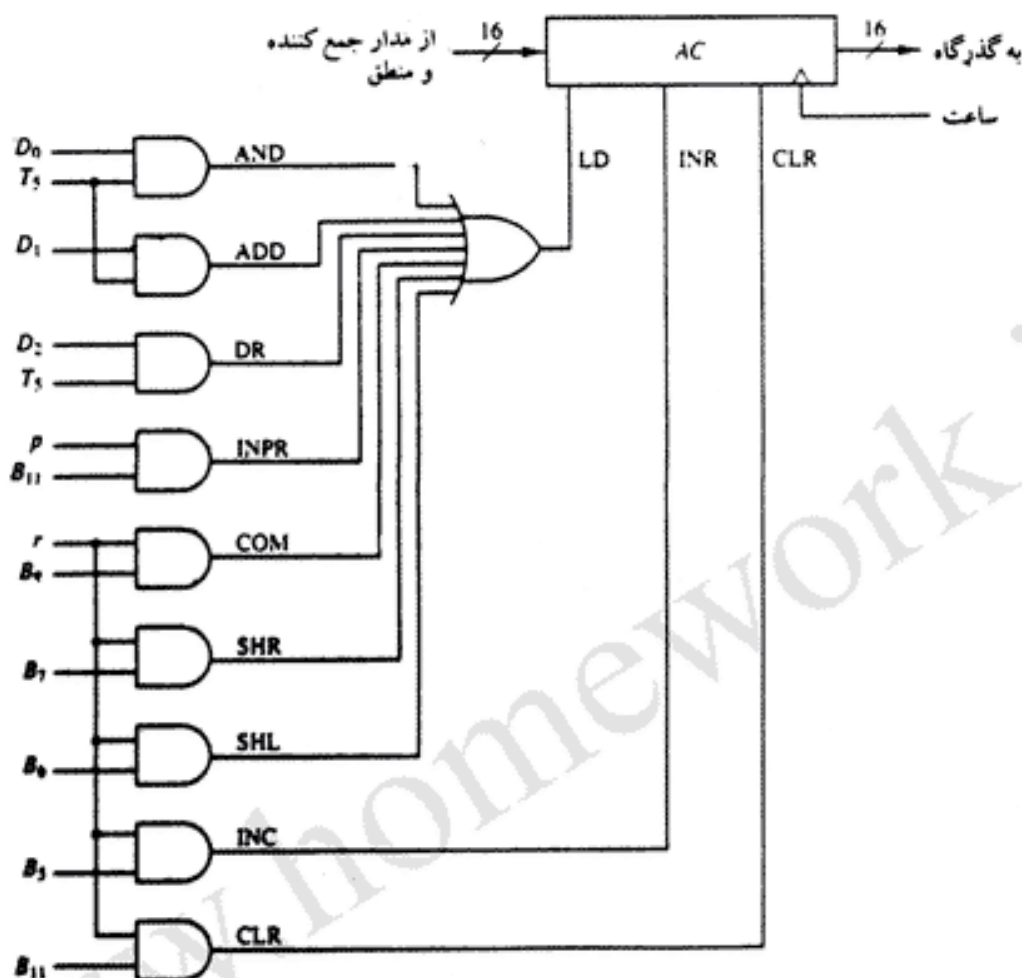 از مدار جمع کننده
و منطق
16
AC
16
به گذرگاه
ساعت
LD
INR
CLR
D₀
T₅
AND
D₁
ADD
D₂
T₅
DR
p
B₁₁
INPR
r
B₉
COM
B₇
SHR
B₆
SHL
B₅
INC
B₁₁
CLR
homework